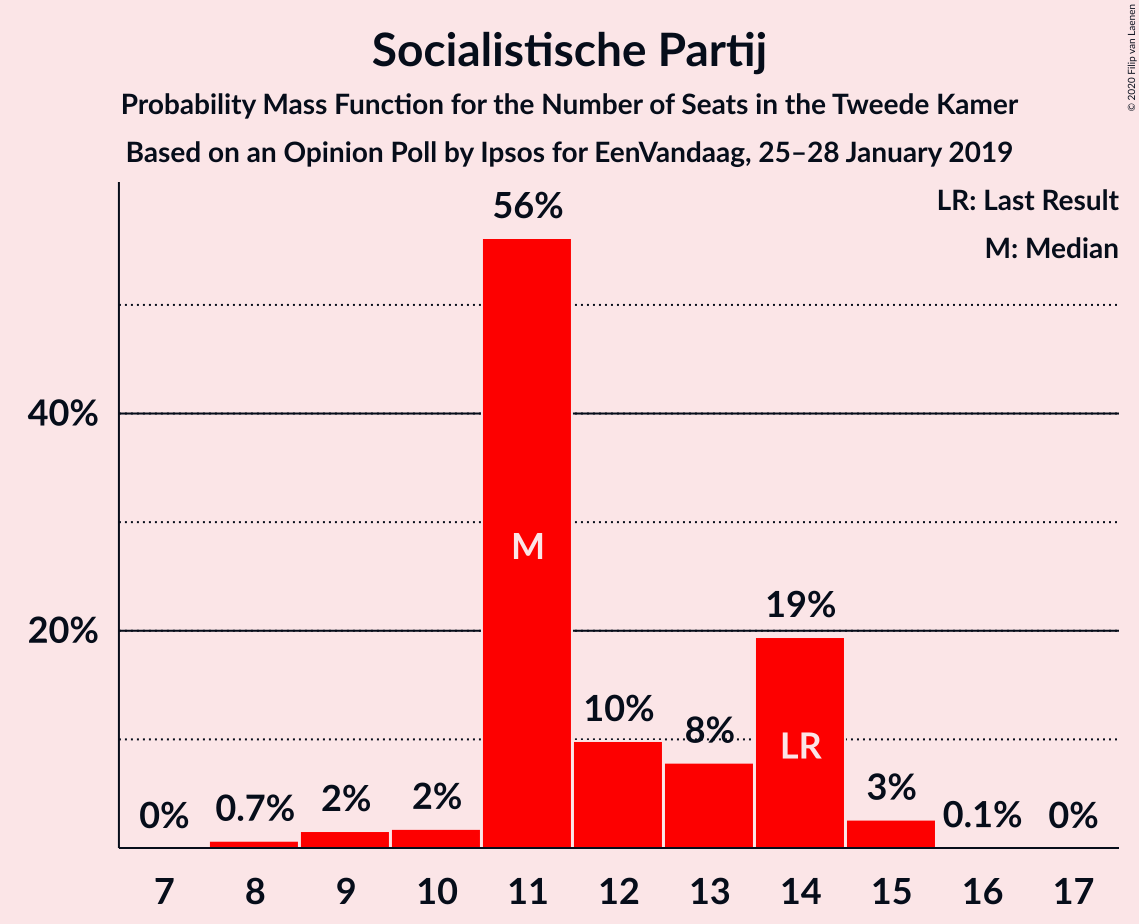 Socialistische Partij
Probability Mass Function for the Number of Seats in the Tweede Kamer
Based on an Opinion Poll by Ipsos for EenVandaag, 25–28 January 2019
© 2020 Filip van Laenen
LR: Last Result
M: Median
56%
40%
M
19%
20%
10%
8%
LR
3%
2%
2%
0.7%
0%
0.1%
0%
7 8 9 10 11 12 13 14 15 16 17